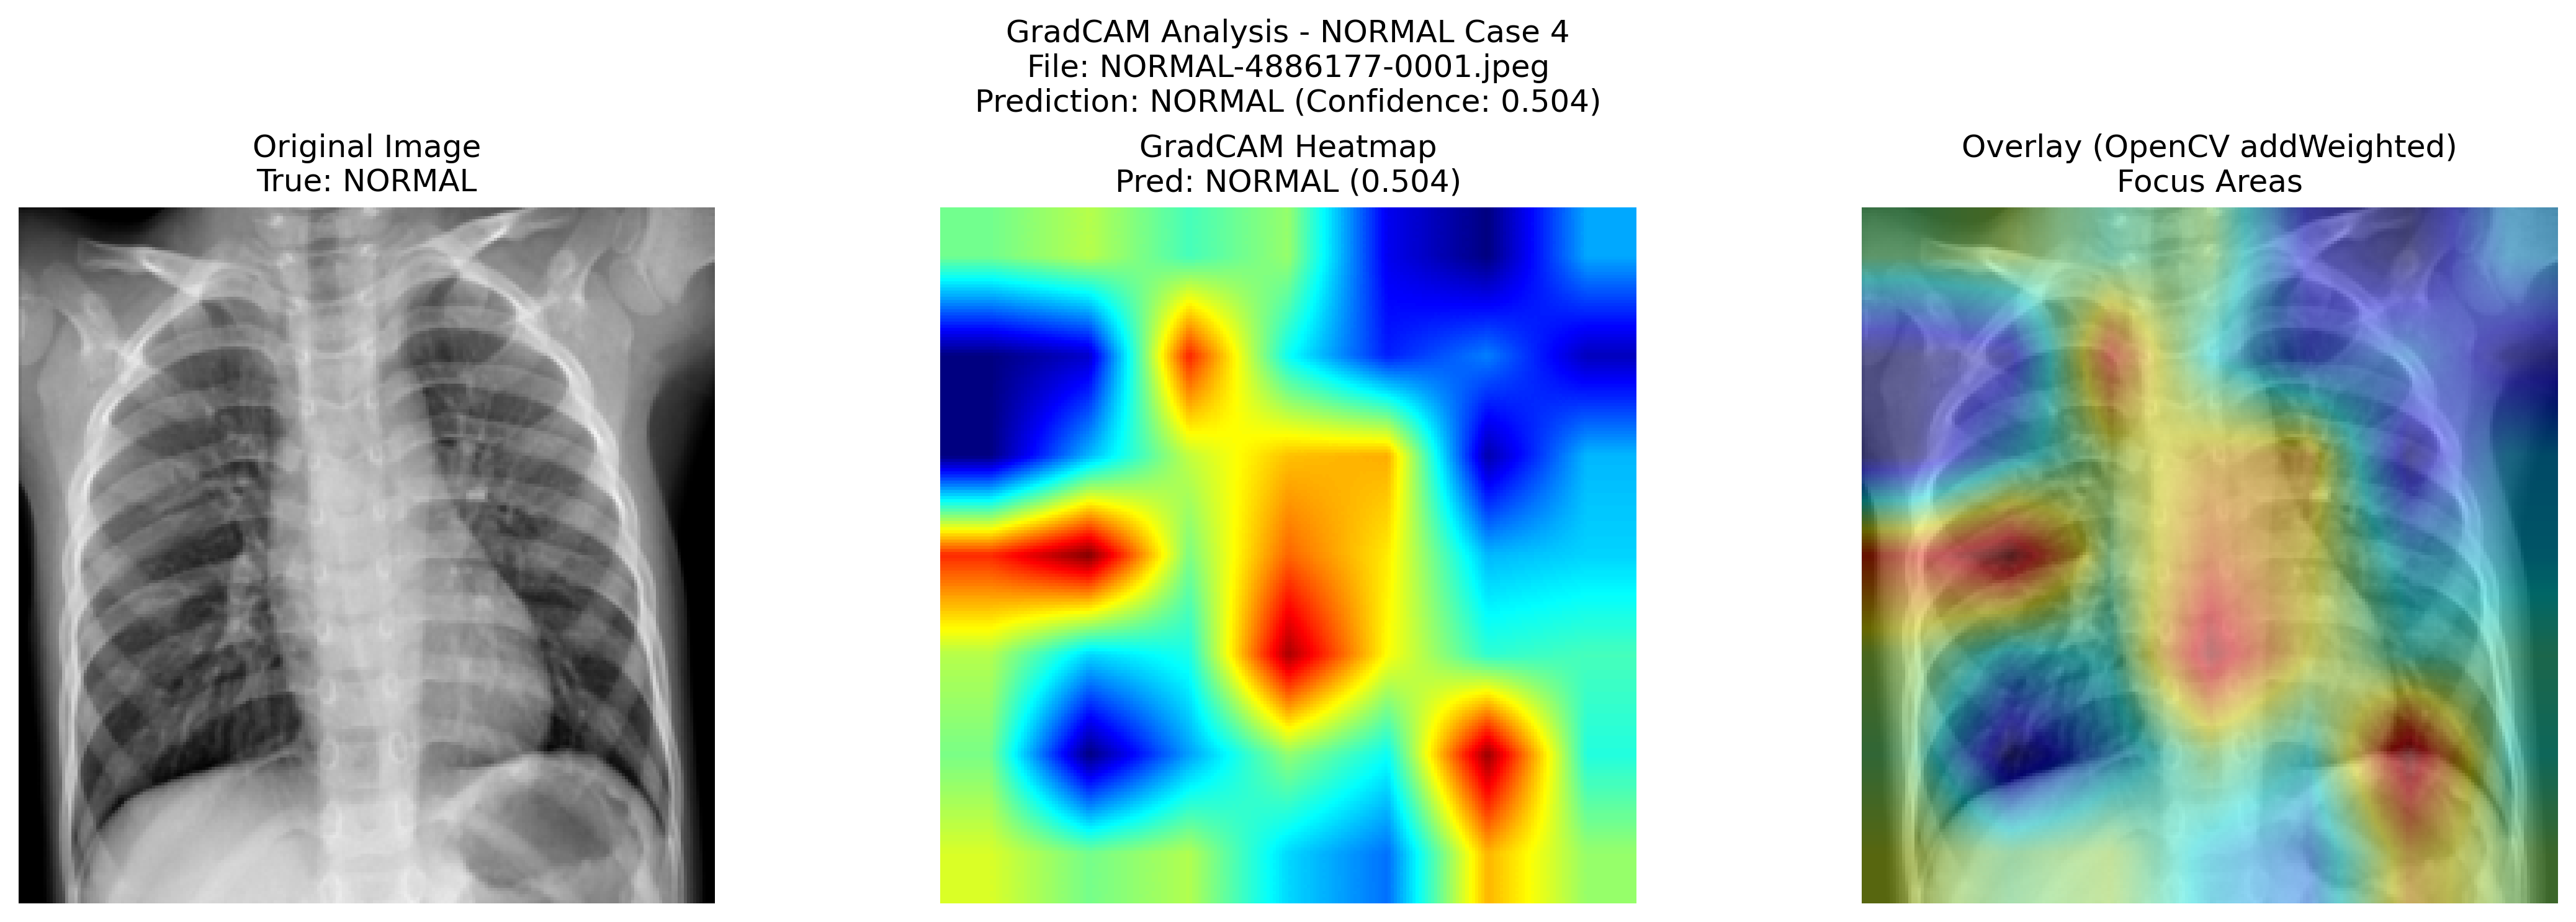 GradCAM Analysis - NORMAL Case 4
File: NORMAL-4886177-0001.jpeg
Prediction: NORMAL (Confidence: 0.504)
Original Image
True: NORMAL
GradCAM Heatmap
Pred: NORMAL (0.504)
Overlay (OpenCV addWeighted)
Focus Areas